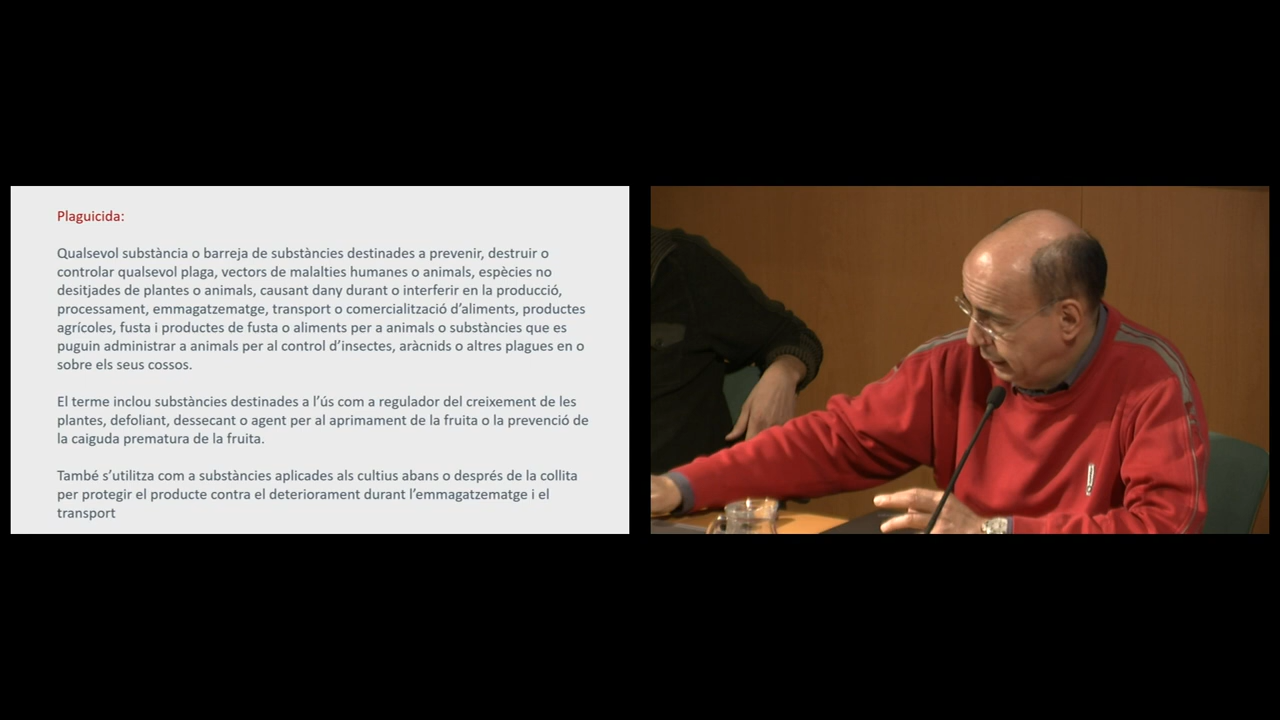 Plaguicida:
Qualsevol substància o barreja de substàncies destinades a prevenir, destruir o
controlar qualsevol plaga, vectors de malalties humanes o animals, espècies no
desitjades de plantes o animals, causant dany durant o interferir en la producció,
processament, emmagatzematge, transport o comercialització d’aliments, productes
agrícoles, fusta i productes de fusta o aliments per a animals o substàncies que es
puguin administrar a animals per al control d’insectes, aràcnids o altres plagues en o
sobre els seus cossos.
El terme inclou substàncies destinades a l’ús com a regulador del creixement de les
plantes, defoliant, dessecant o agent per al aprimament de la fruita o la prevenció de
la caiguda prematura de la fruita.
També s’utilitza com a substàncies aplicades als cultius abans o després de la collita
per protegir el producte contra el deteriorament durant l’emmagatzematge i el
transport